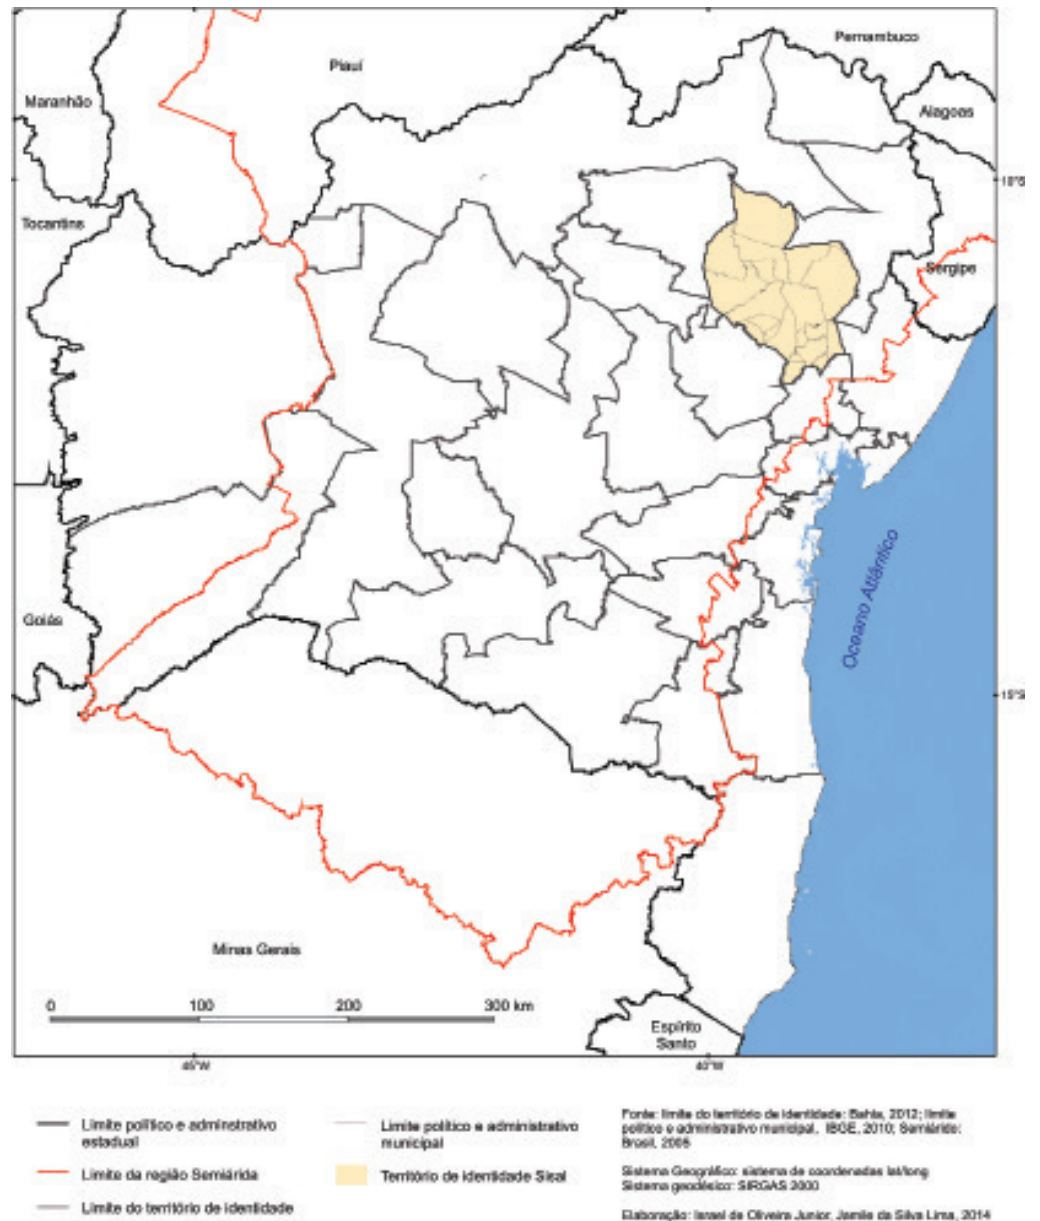 Pernambuco
Piauí
Maranhão
Alagoas
10°S
Tocantins
Sergipe
Oceano Atlântico
Goiás
15°S
Minas Gerais
0 100 200 300 km
Espírito
Santo
45°W 40°W
Limite político e adminstrativo
estadual
Limite da região Semiárida
Limite do território de identidade
Limite político e administrativo
municipal
Território de identidade Sisal
Fonte: limite do território de identidade: Bahia, 2012; limite
político e administrativo municipal, IBGE, 2010; Semiárido:
Brasil, 2005
Sistema Geográfico: sistema de coordenadas lat/long
Sistema geodésico: SIRGAS 2000
Elaboração: Israel de Oliveira Junior, Jamile da Silva Lima, 2014